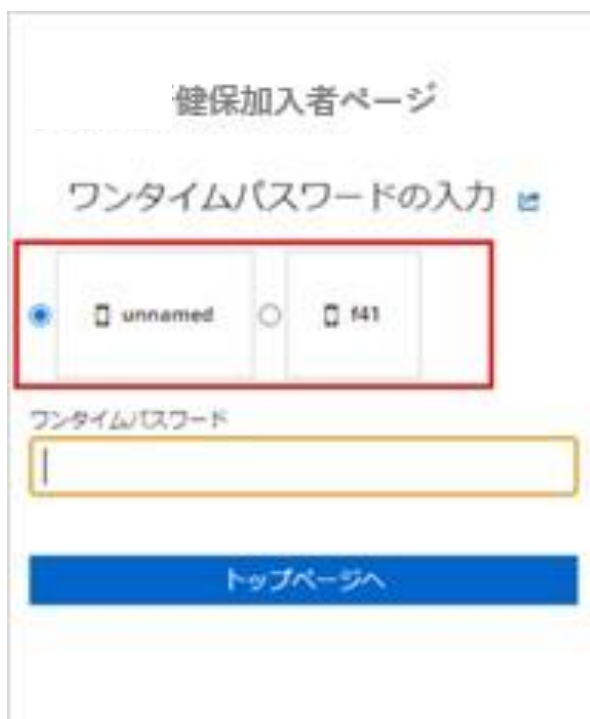 健保加入者ページ
ワンタイムパスワードの入力
unnamed
f41
ワンタイムパスワード
トップページへ